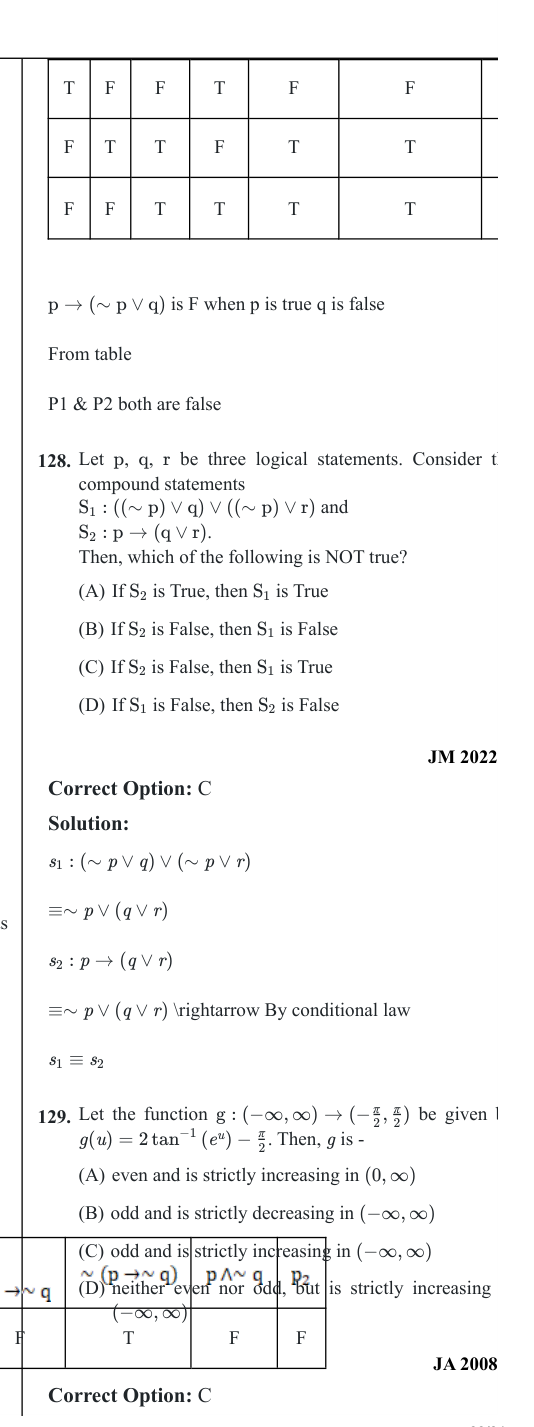 T F F T F F
F T T F T T
F F T T T T
p → (∼ p ∨ q) is F when p is true q is false
From table
P1 & P2 both are false
128. Let p, q, r be three logical statements. Consider
compound statements
S₁ : ((∼ p) ∨ q) ∨ ((∼ p) ∨ r) and
S₂ : p → (q ∨ r).
Then, which of the following is NOT true?
(A) If S₂ is True, then S₁ is True
(B) If S₂ is False, then S₁ is False
(C) If S₂ is False, then S₁ is True
(D) If S₁ is False, then S₂ is False
JM 2022
Correct Option: C
Solution:
s₁ : (∼ p ∨ q) ∨ (∼ p ∨ r)
≡∼ p ∨ (q ∨ r)
s
s₂ : p → (q ∨ r)
≡∼ p ∨ (q ∨ r) \rightarrow By conditional law
s₁ ≡ s₂
129. Let the function g : (−∞, ∞) → (−π/2, π/2) be given
g(u) = 2 tan⁻¹ (eᵘ) − π/2. Then, g is -
(A) even and is strictly increasing in (0, ∞)
(B) odd and is strictly decreasing in (−∞, ∞)
(C) odd and is strictly increasing in (−∞, ∞)
→∼ q ∼ (p →∼ q) p ∧∼ q p₂
(D) neither even nor odd, but is strictly increasing
(−∞, ∞)
F T F F
JA 2008
Correct Option: C